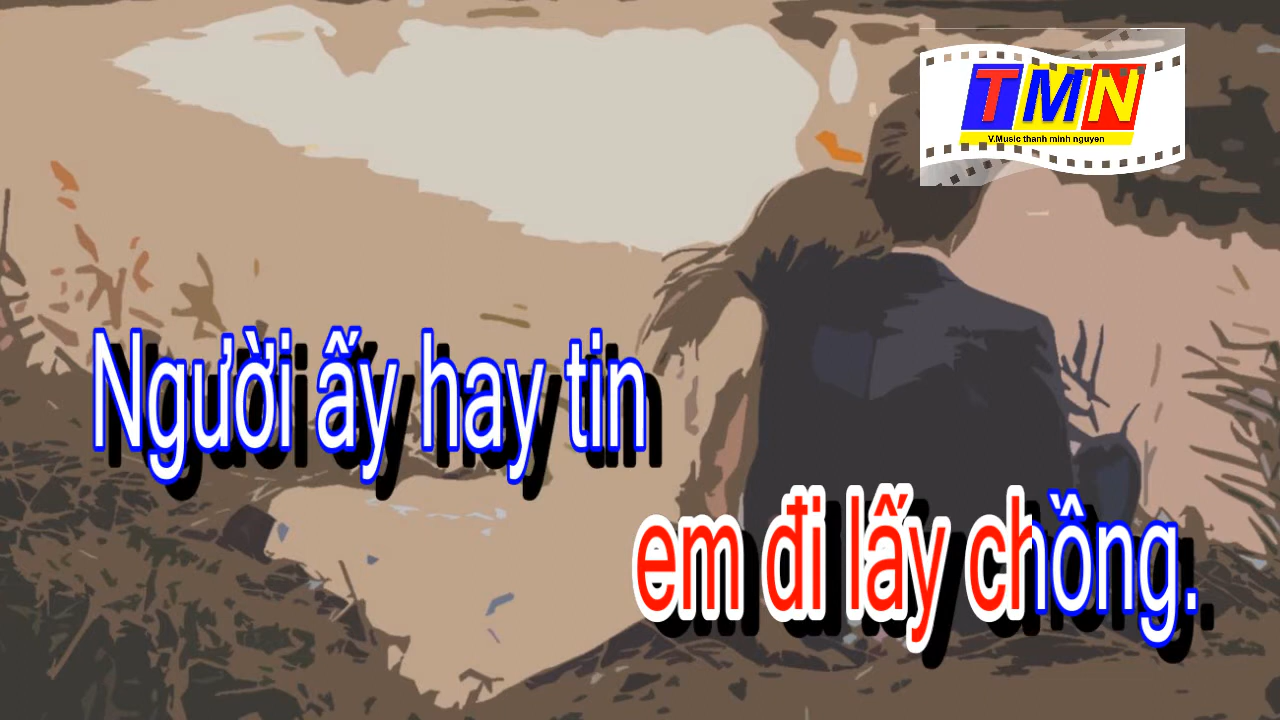 TMN
V.Music thanh minh nguyen
Người ấy hay tin
em đi lấy chồng.